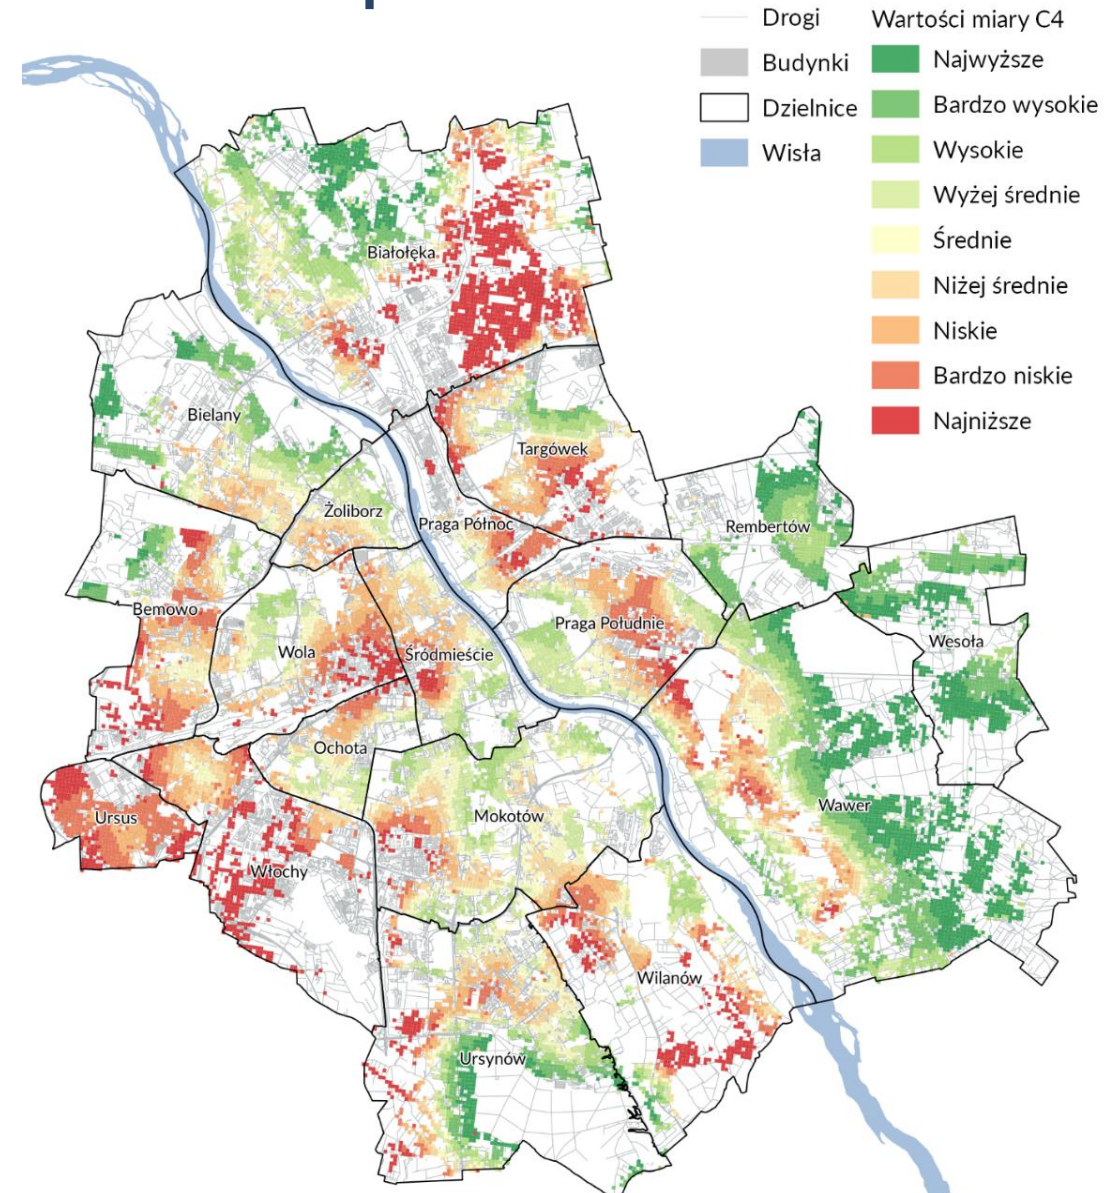 Drogi
Budynki
Dzielnice
Wisła
Wartości miary C4
Najwyższe
Bardzo wysokie
Wysokie
Wyżej średnie
Średnie
Niżej średnie
Niskie
Bardzo niskie
Najniższe
Białołęka
Bielany
Targówek
Żoliborz
Praga Północ
Rembertów
Bemowo
Praga Południe
Wesoła
Wola
Śródmieście
Ochota
Ursus
Mokotów
Wawer
Włochy
Wilanów
Ursynów